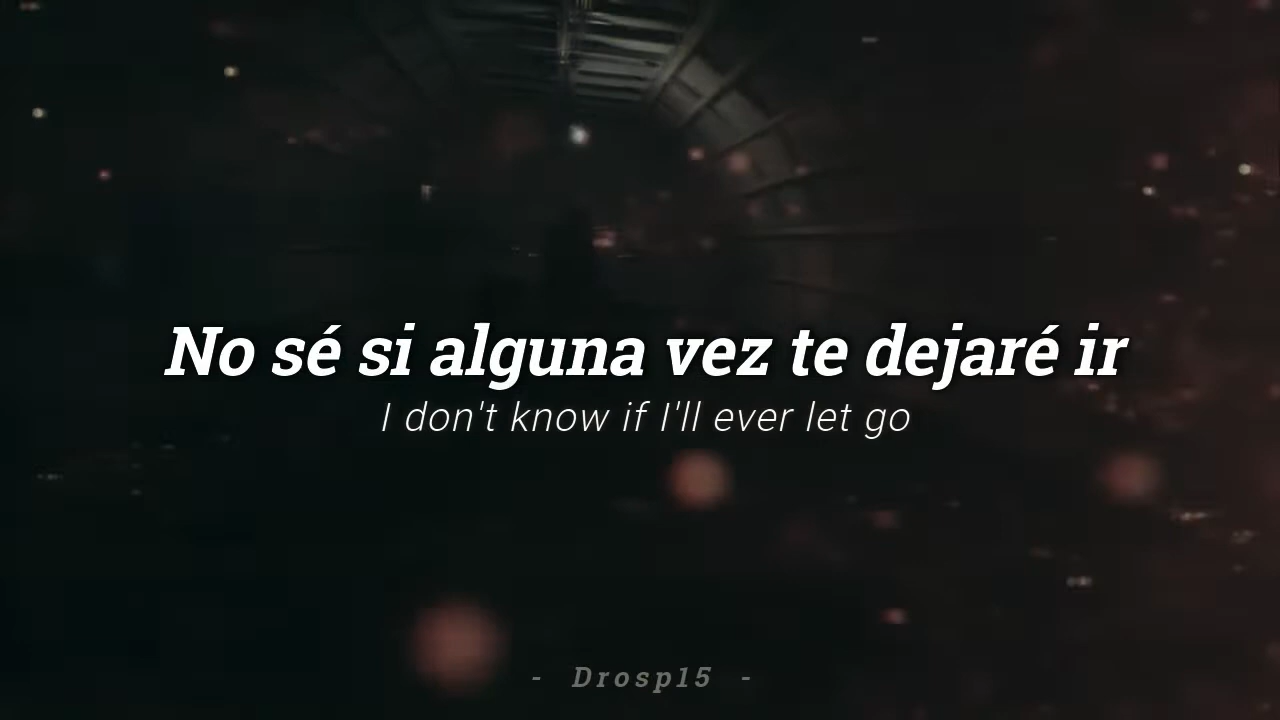 No sé si alguna vez te dejaré ir
I don't know if I'll ever let go
- Drosp15 -